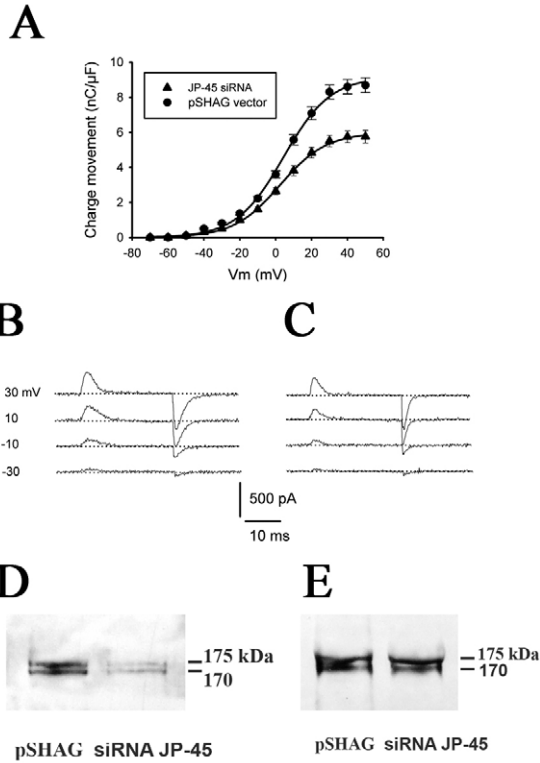 A
Charge movement (nC/µF)
10
8
6
4
2
0
JP-45 siRNA
pSHAG vector
-80 -60 -40 -20 0 20 40 60
Vm (mV)
B
C
30 mV
10
-10
-30
500 pA
10 ms
D
E
175 kDa
170
175 kDa
170
pSHAG siRNA JP-45
pSHAG siRNA JP-45